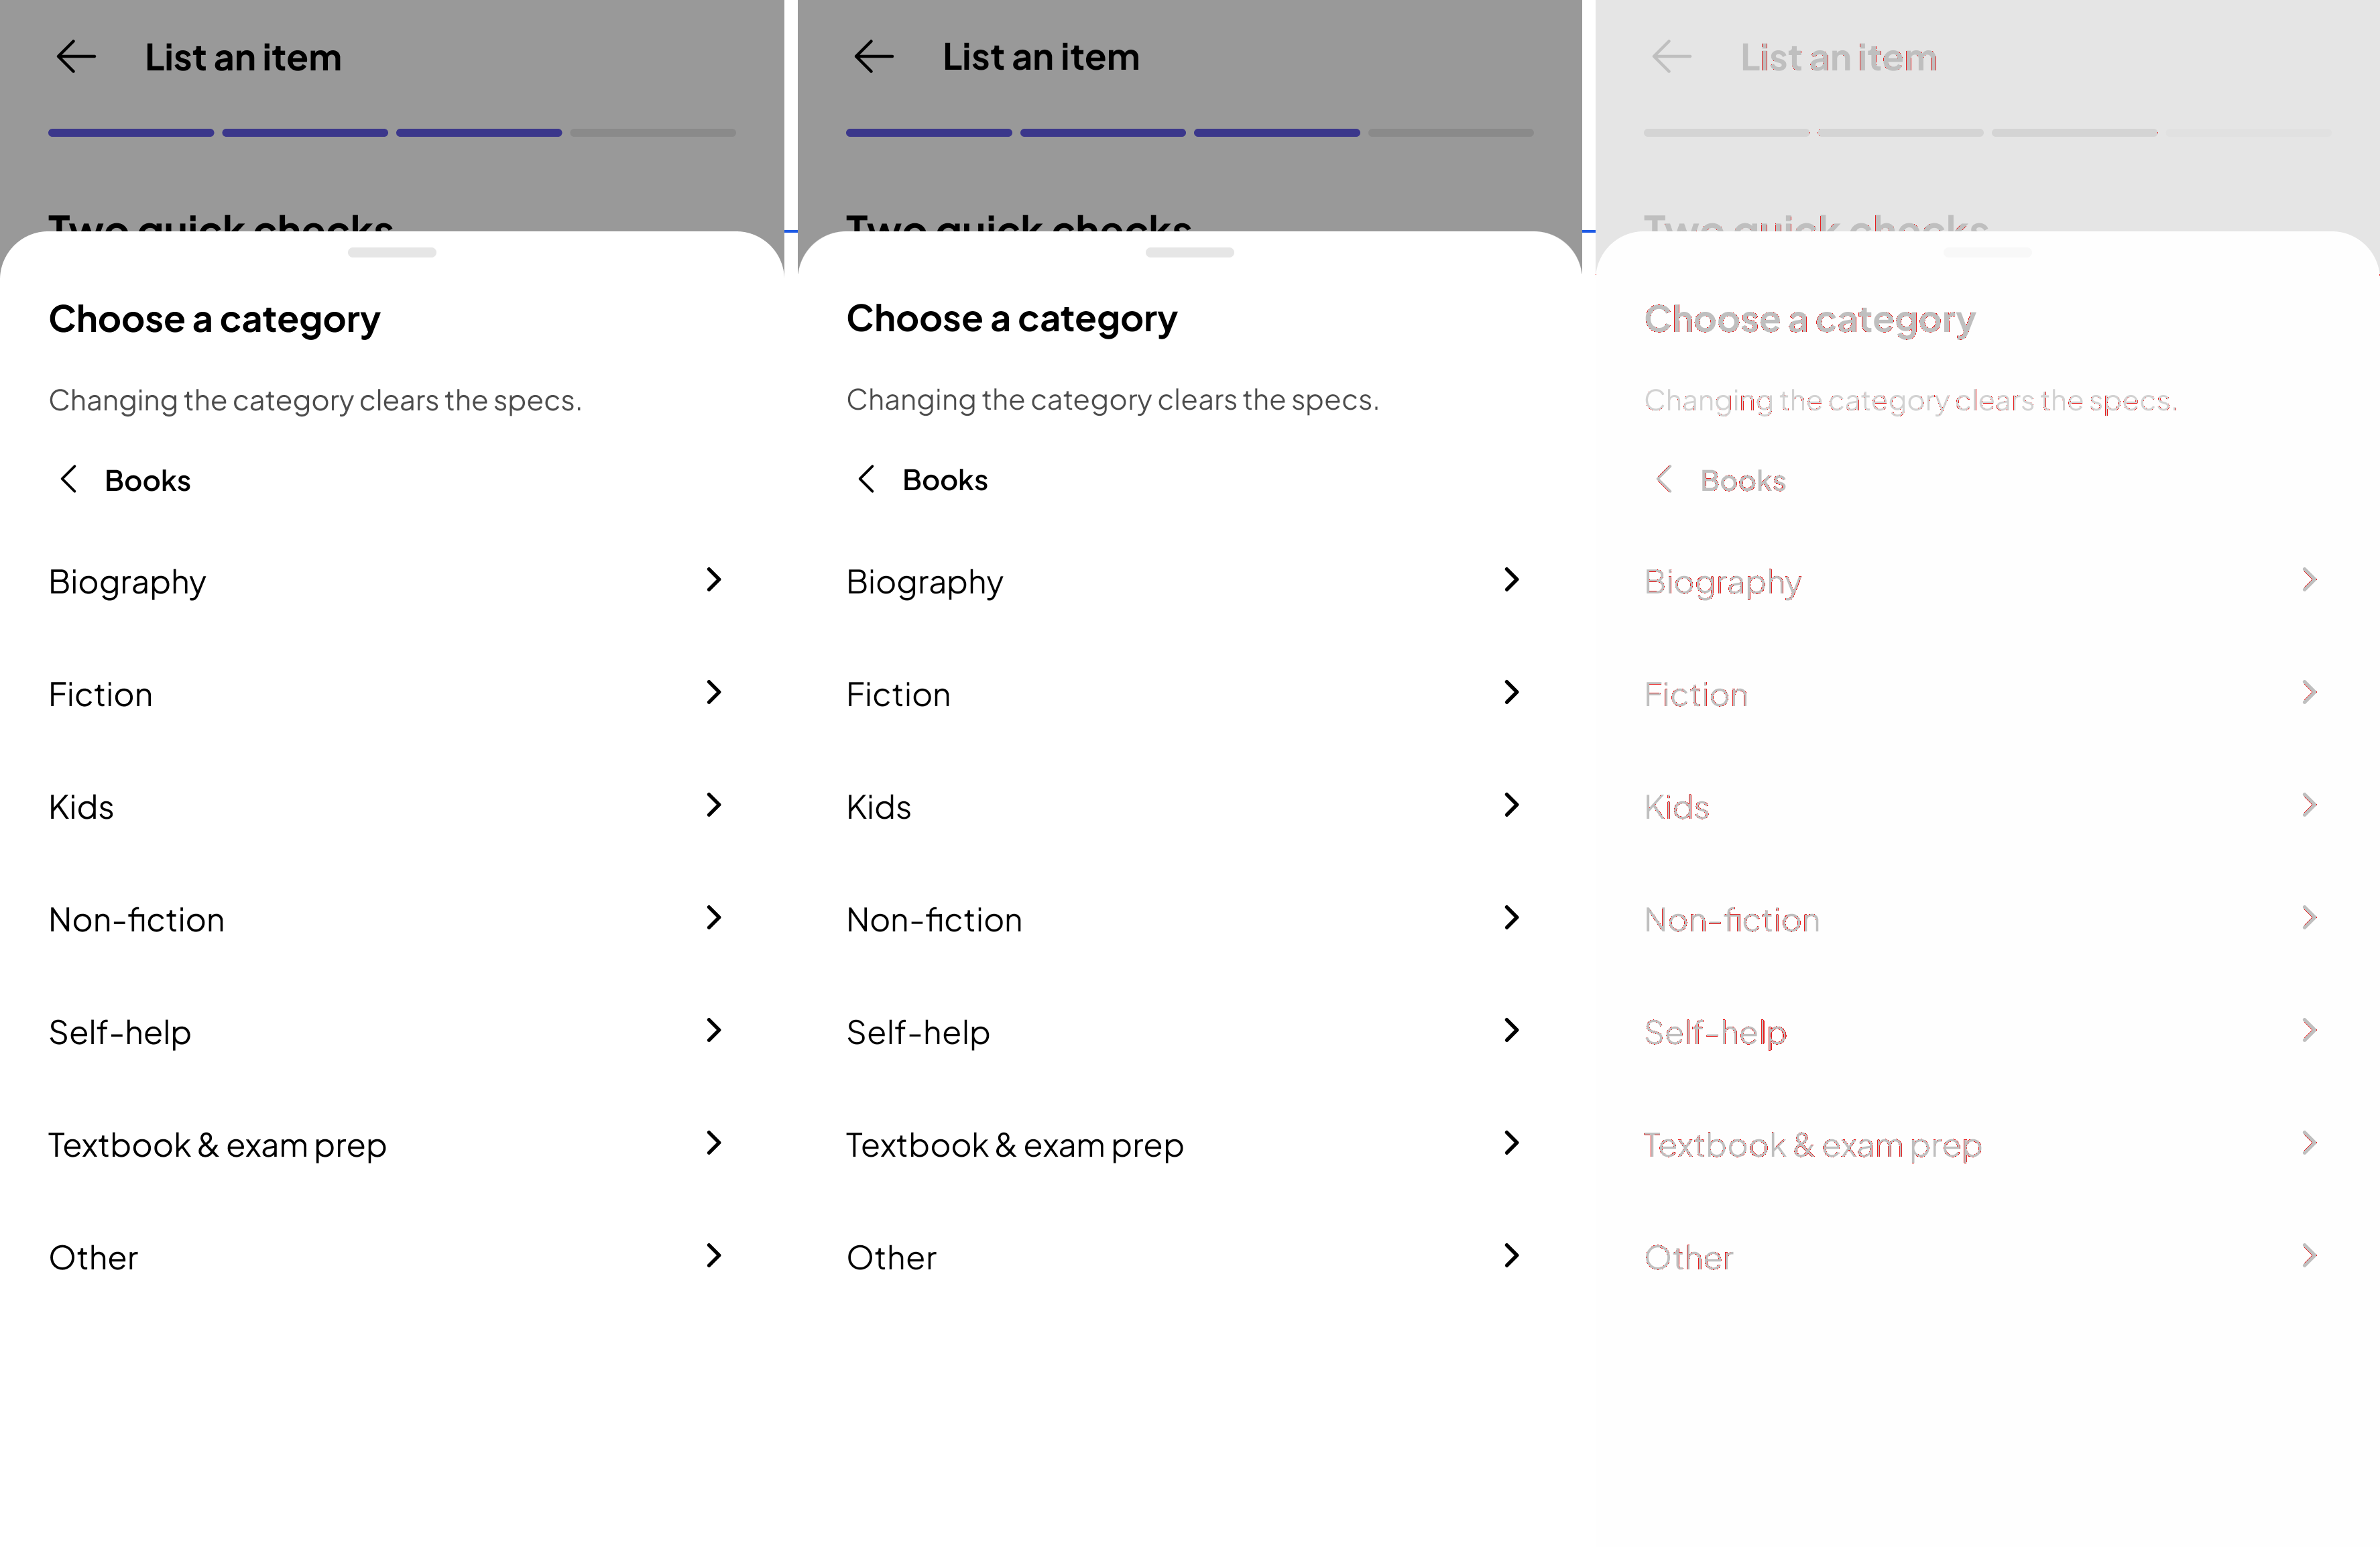 List an item
Two quick checks
Choose a category
Changing the category clears the specs.
Books
Biography
Fiction
Kids
Non-fiction
Self-help
Textbook & exam prep
Other
List an item
Two quick checks
Choose a category
Changing the category clears the specs.
Books
Biography
Fiction
Kids
Non-fiction
Self-help
Textbook & exam prep
Other
List an item
Two quick checks
Choose a category
Changing the category clears the specs.
Books
Biography
Fiction
Kids
Non-fiction
Self-help
Textbook & exam prep
Other